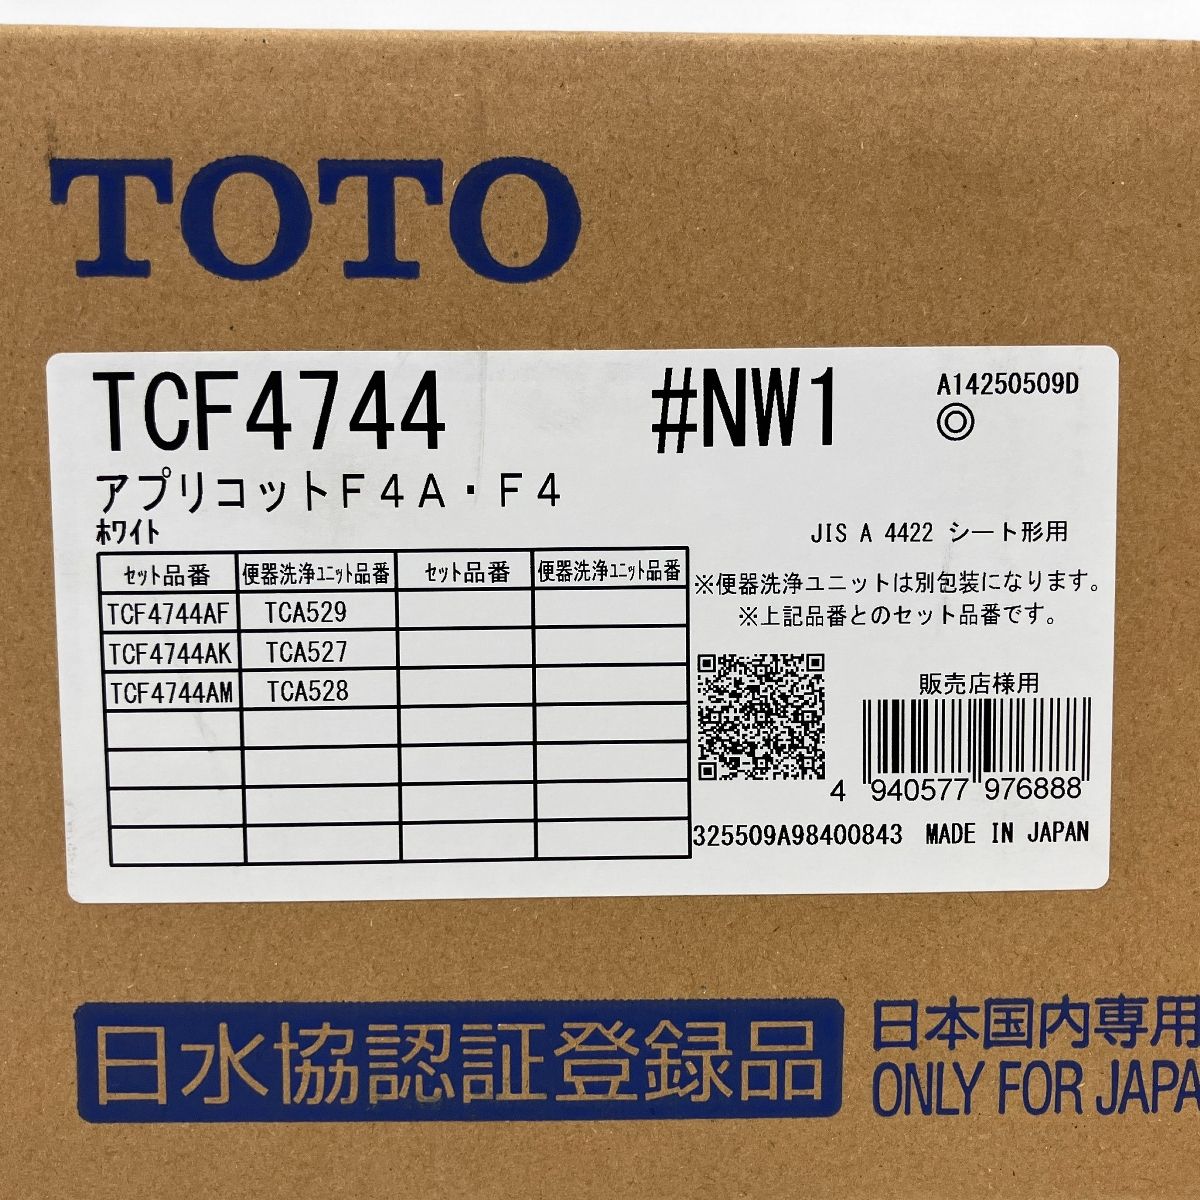 TOTO
TCF4744 #NW1 A14250509D
◎
アプリコットF4A・F4
ホワイト
JIS A 4422 シート形用
セット品番 便器洗浄ユニット品番 セット品番 便器洗浄ユニット品番
TCF4744AF TCA529
TCF4744AK TCA527
TCF4744AM TCA528
※便器洗浄ユニットは別包装になります。
※上記品番とのセット品番です。
販売店様用
4 940577 976888
325509A98400843 MADE IN JAPAN
日水協認証登録品
日本国内専用
ONLY FOR JAPA